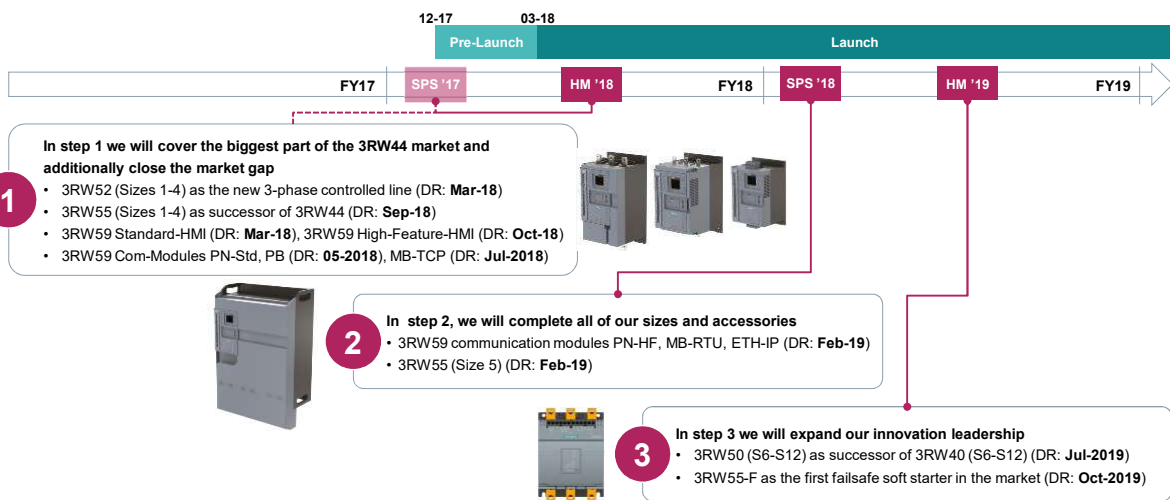 12-17 03-18
Pre-Launch Launch
FY17 SPS '17 HM '18 FY18 SPS '18 HM '19 FY19
1
In step 1 we will cover the biggest part of the 3RW44 market and
additionally close the market gap
• 3RW52 (Sizes 1-4) as the new 3-phase controlled line (DR: Mar-18)
• 3RW55 (Sizes 1-4) as successor of 3RW44 (DR: Sep-18)
• 3RW59 Standard-HMI (DR: Mar-18), 3RW59 High-Feature-HMI (DR: Oct-18)
• 3RW59 Com-Modules PN-Std, PB (DR: 05-2018), MB-TCP (DR: Jul-2018)
2
In step 2, we will complete all of our sizes and accessories
• 3RW59 communication modules PN-HF, MB-RTU, ETH-IP (DR: Feb-19)
• 3RW55 (Size 5) (DR: Feb-19)
3
In step 3 we will expand our innovation leadership
• 3RW50 (S6-S12) as successor of 3RW40 (S6-S12) (DR: Jul-2019)
• 3RW55-F as the first failsafe soft starter in the market (DR: Oct-2019)